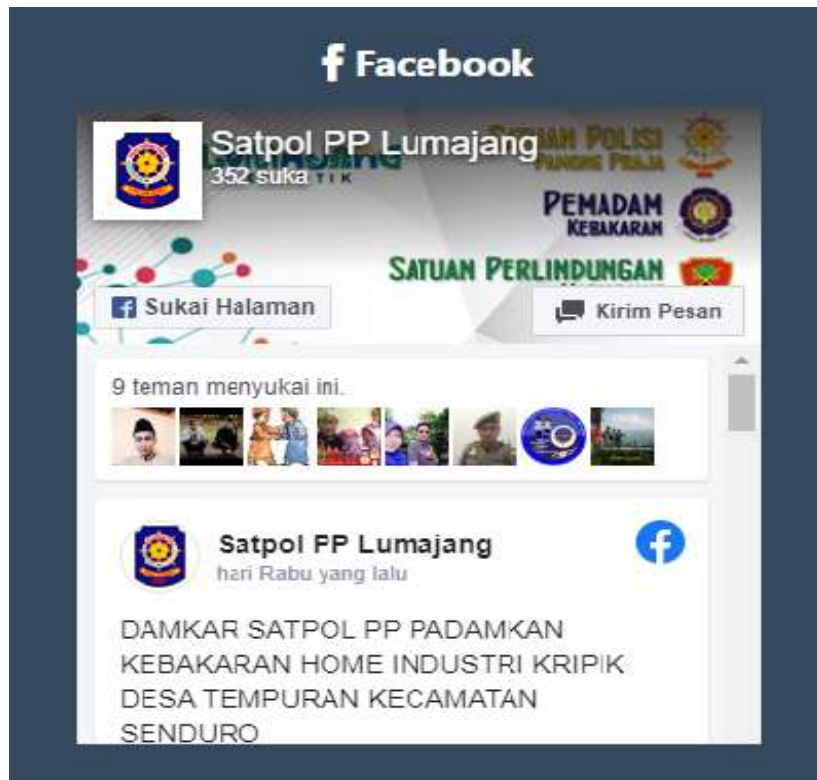 Facebook
Satpol PP Lumajang
352 suka
SATUAN POLISI
PAMONG PRAJA
PEMADAM
KEBAKARAN
SATUAN PERLINDUNGAN
Sukai Halaman
Kirim Pesan
9 teman menyukai ini.
Satpol PP Lumajang
hari Rabu yang lalu
DAMKAR SATPOL PP PADAMKAN
KEBAKARAN HOME INDUSTRI KRIPIK
DESA TEMPURAN KECAMATAN
SENDURO